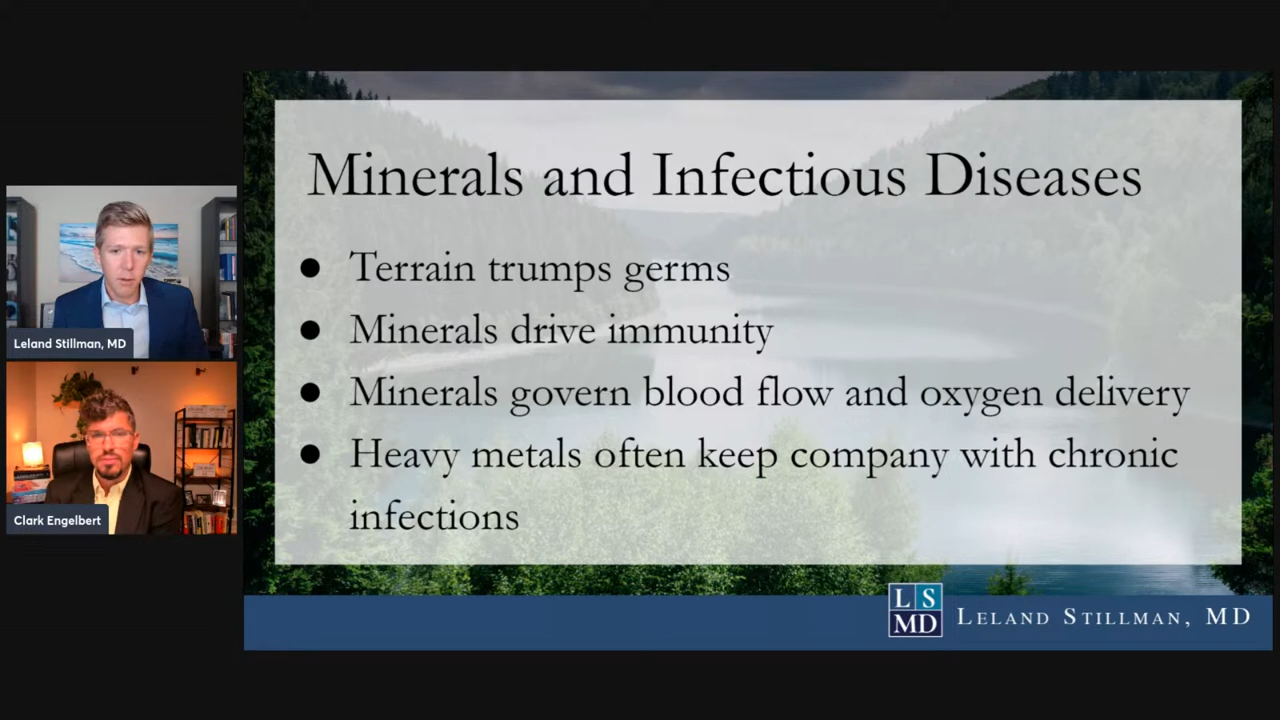 Minerals and Infectious Diseases
● Terrain trumps germs
● Minerals drive immunity
● Minerals govern blood flow and oxygen delivery
● Heavy metals often keep company with chronic
infections
Leland Stillman, MD
Clark Engelbert
LS
MD
Leland Stillman, MD